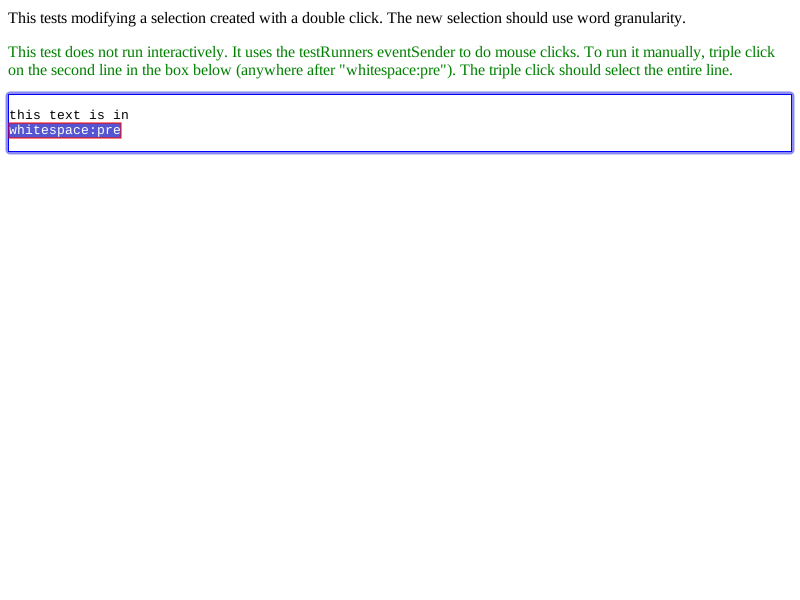 This tests modifying a selection created with a double click. The new selection should use word granularity.
This test does not run interactively. It uses the testRunners eventSender to do mouse clicks. To run it manually, triple click
on the second line in the box below (anywhere after "whitespace:pre"). The triple click should select the entire line.
this text is in
whitespace:pre